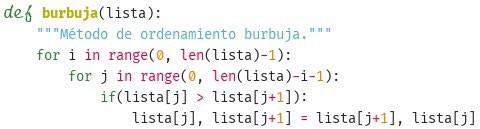 def burbuja(lista):
    """Método de ordenamiento burbuja."""
    for i in range(0, len(lista)-1):
        for j in range(0, len(lista)-i-1):
            if(lista[j] > lista[j+1]):
                lista[j], lista[j+1] = lista[j+1], lista[j]